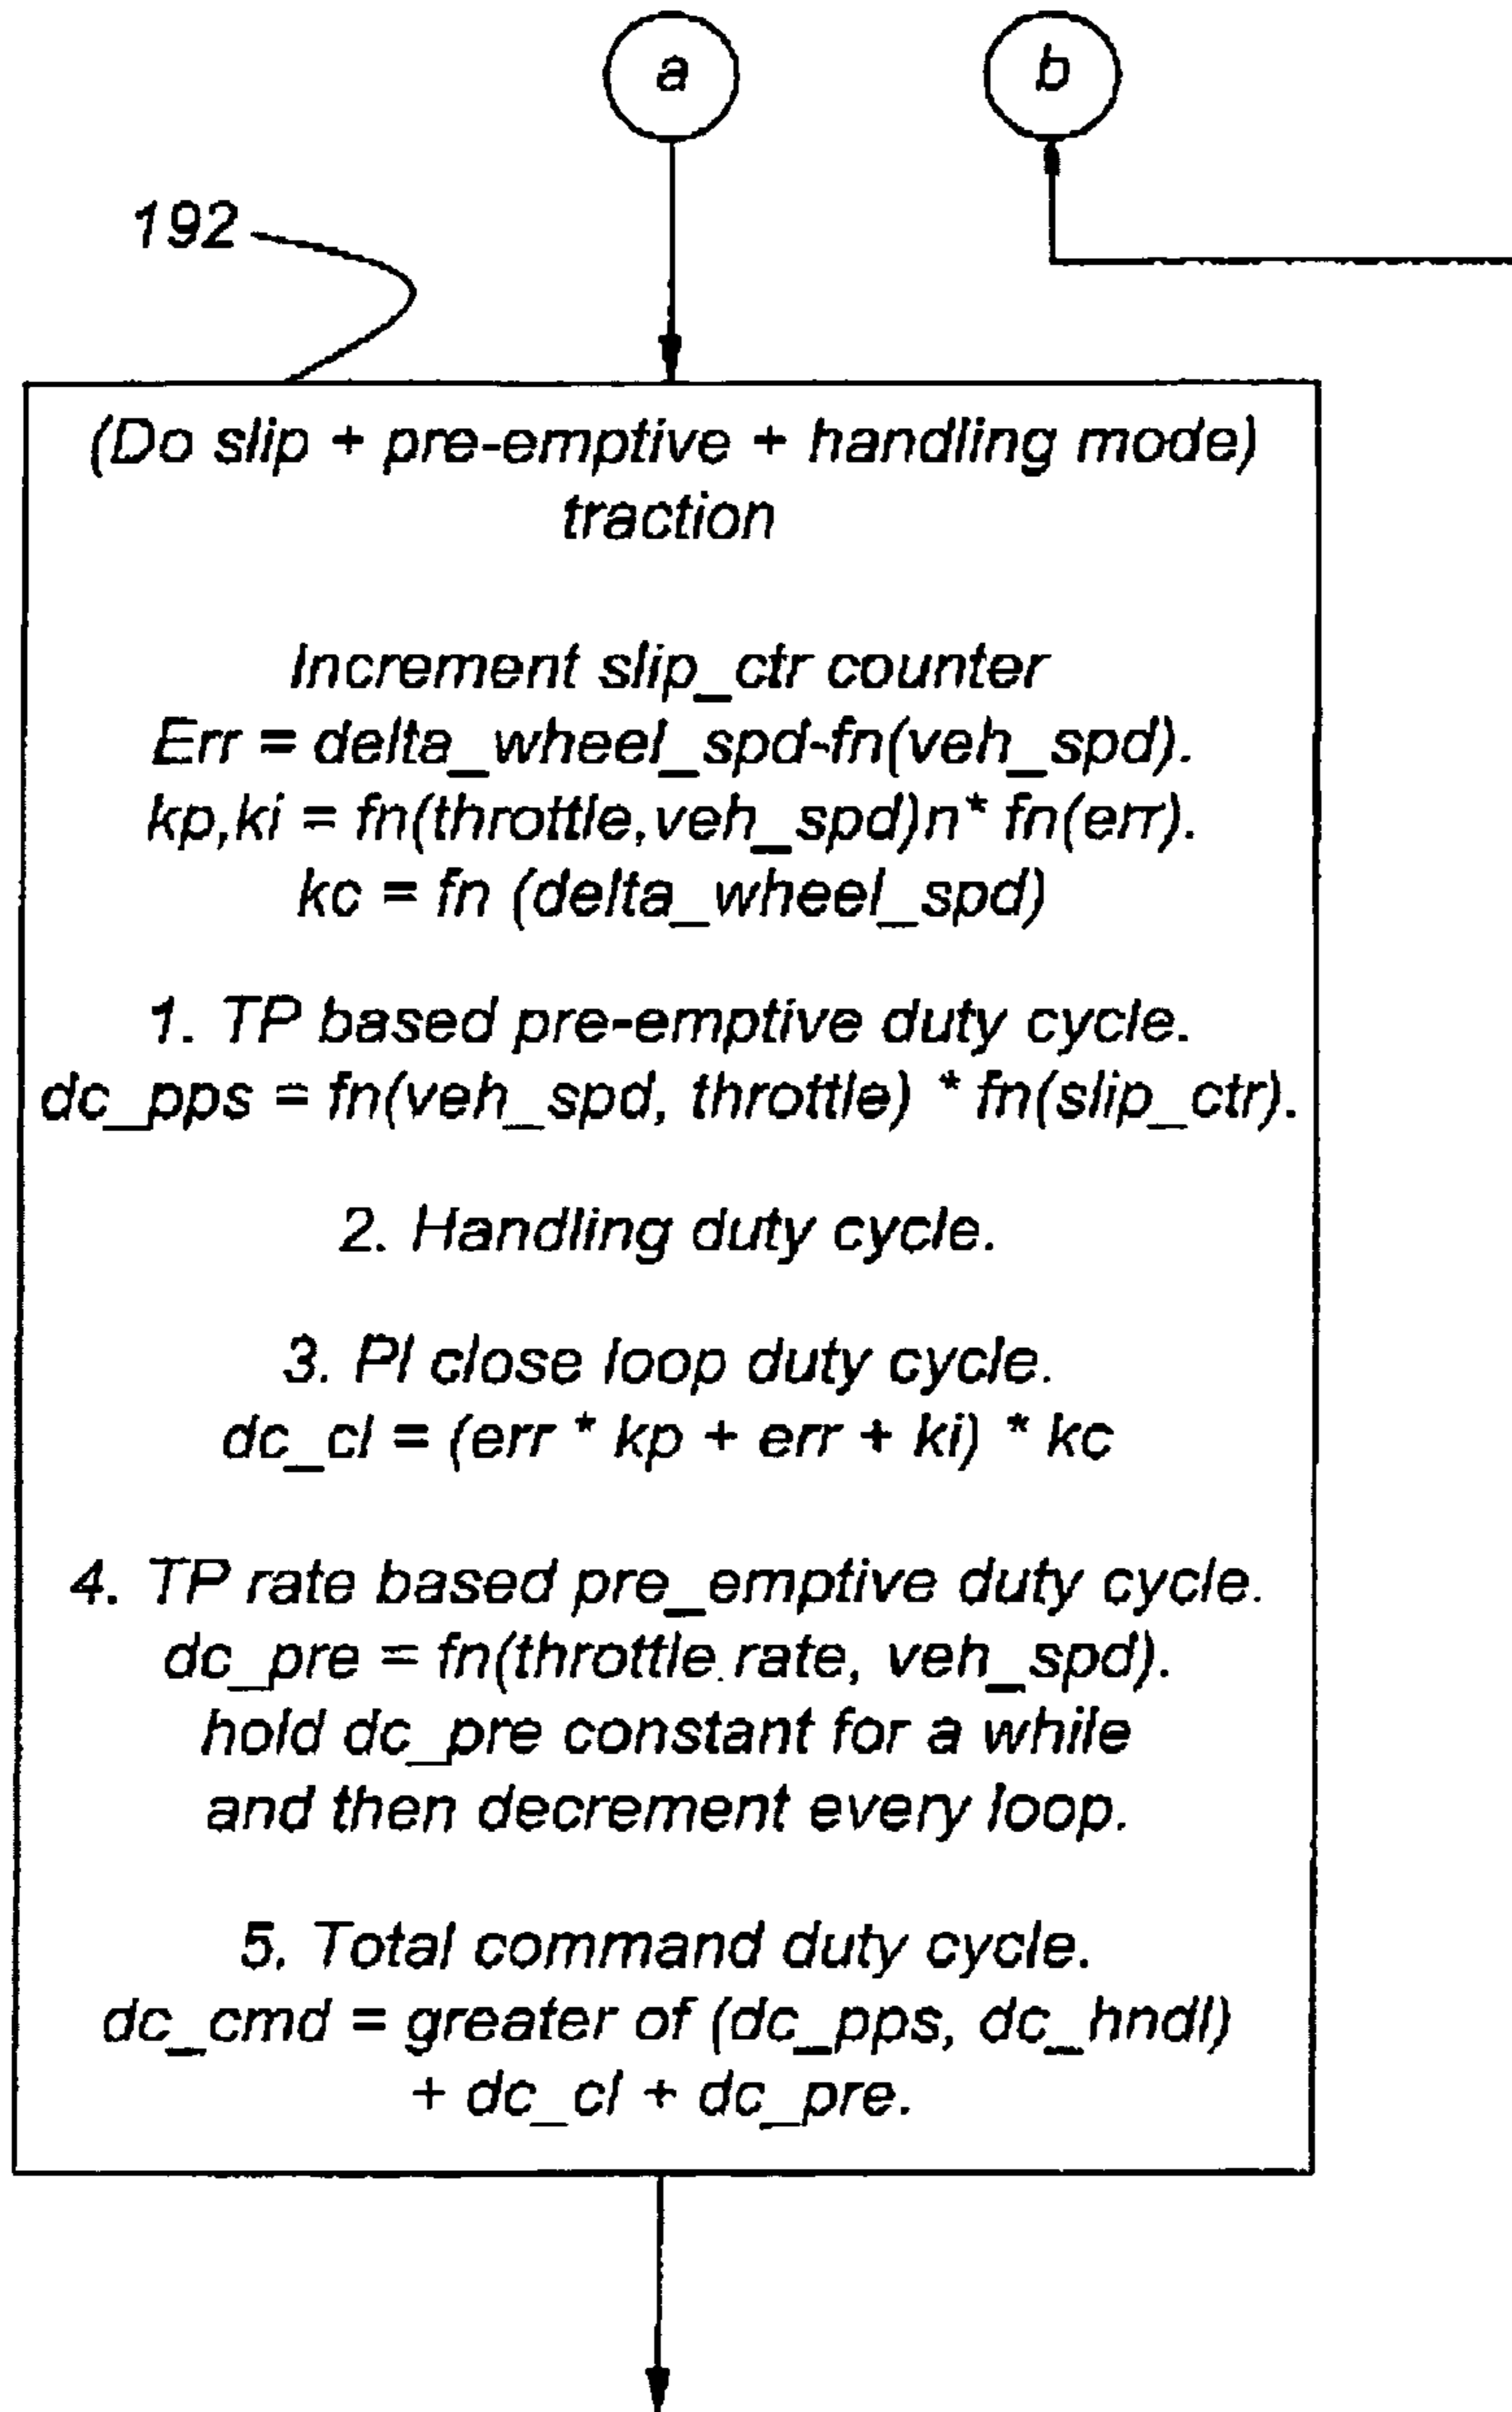 a
b
192
(Do slip + pre-emptive + handling mode)
traction
Increment slip_ctr counter
Err = delta_wheel_spd-fn(veh_spd).
kp,ki = fn(throttle,veh_spd)n* fn(err).
kc = fn (delta_wheel_spd)
1. TP based pre-emptive duty cycle.
dc_pps = fn(veh_spd, throttle) * fn(slip_ctr).
2. Handling duty cycle.
3. PI close loop duty cycle.
dc_cl = (err * kp + err + ki) * kc
4. TP rate based pre_emptive duty cycle.
dc_pre = fn(throttle.rate, veh_spd).
hold dc_pre constant for a while
and then decrement every loop.
5. Total command duty cycle.
dc_cmd = greater of (dc_pps, dc_hndl)
+ dc_cl + dc_pre.